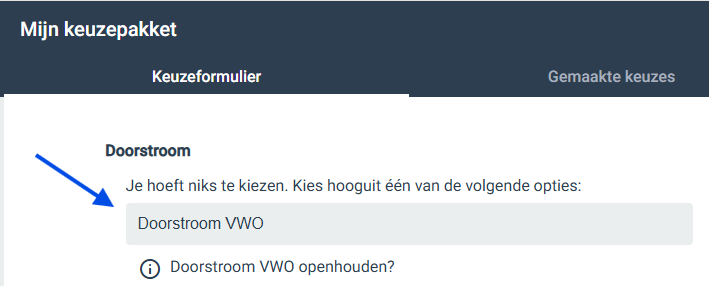 Mijn keuzepakket
Keuzeformulier Gemaakte keuzes
Doorstroom
Je hoeft niks te kiezen. Kies hooguit één van de volgende opties:
Doorstroom VWO
Doorstroom VWO openhouden?